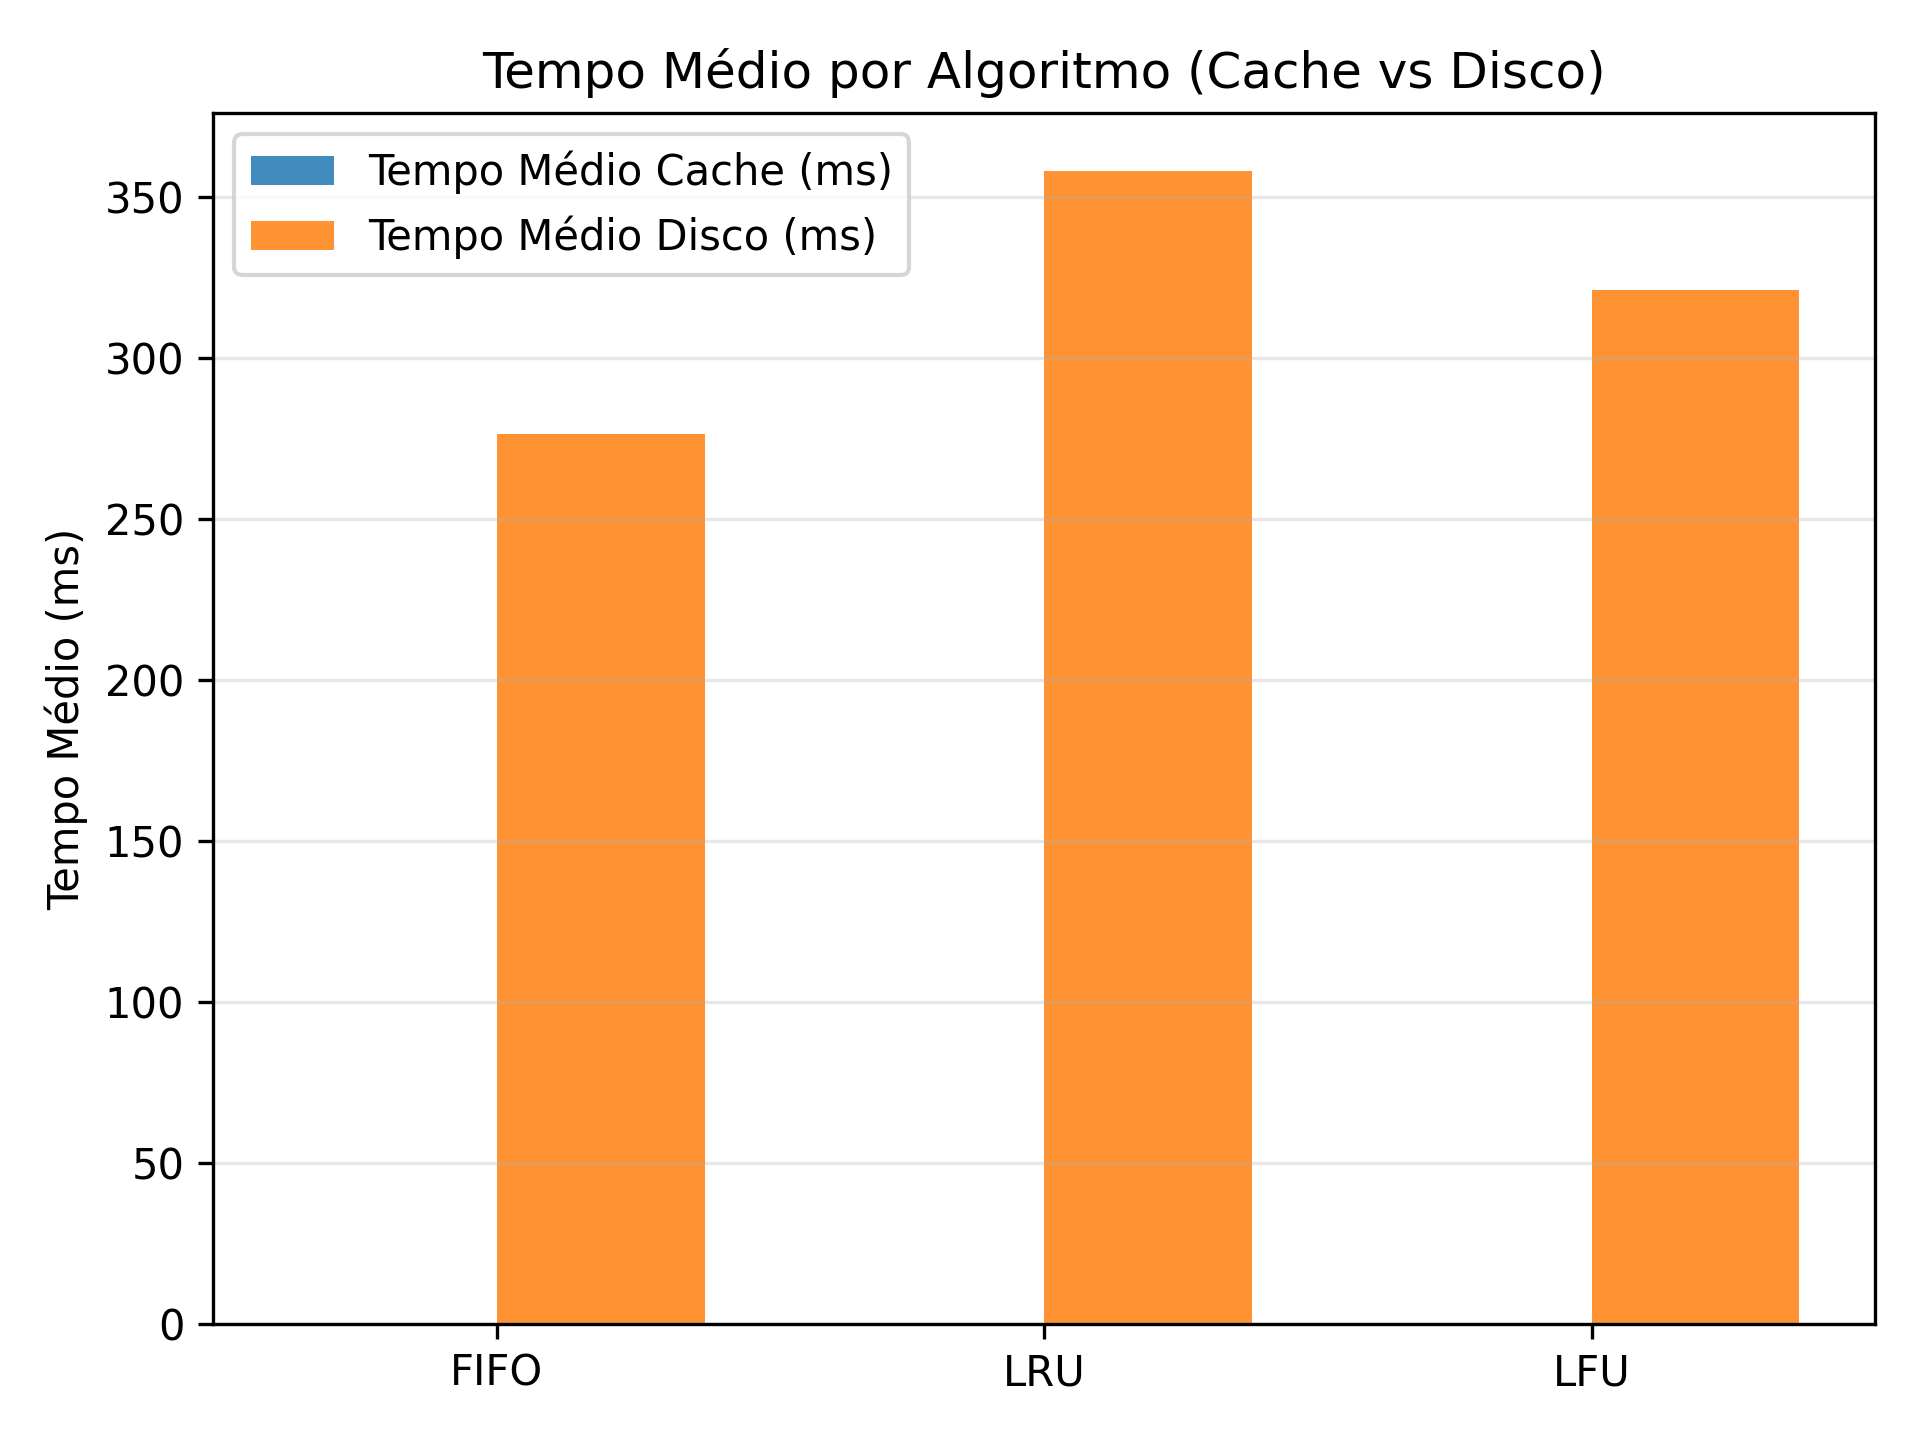 Tempo Médio por Algoritmo (Cache vs Disco)
Tempo Médio Cache (ms)
Tempo Médio Disco (ms)
Tempo Médio (ms)
350
300
250
200
150
100
50
0
FIFO
LRU
LFU